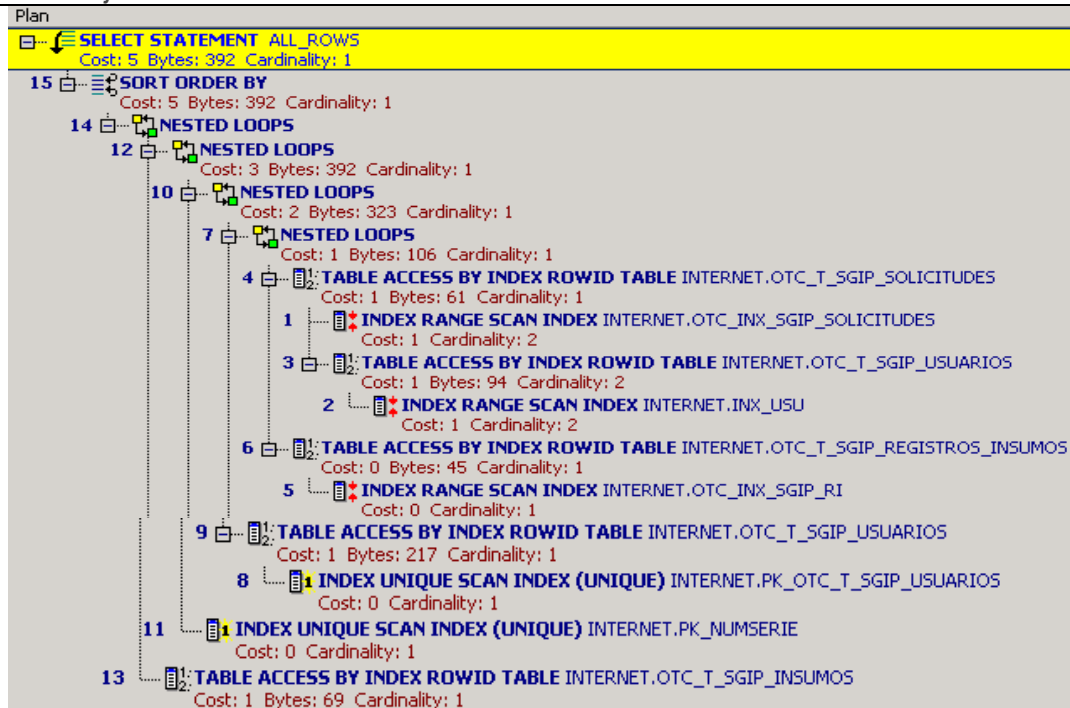 Plan
SELECT STATEMENT ALL_ROWS
Cost: 5 Bytes: 392 Cardinality: 1
15 SORT ORDER BY
Cost: 5 Bytes: 392 Cardinality: 1
14 NESTED LOOPS
12 NESTED LOOPS
Cost: 3 Bytes: 392 Cardinality: 1
10 NESTED LOOPS
Cost: 2 Bytes: 323 Cardinality: 1
7 NESTED LOOPS
Cost: 1 Bytes: 106 Cardinality: 1
4 TABLE ACCESS BY INDEX ROWID TABLE INTERNET.OTC_T_SGIP_SOLICITUDES
Cost: 1 Bytes: 61 Cardinality: 1
1 INDEX RANGE SCAN INDEX INTERNET.OTC_INX_SGIP_SOLICITUDES
Cost: 1 Cardinality: 2
3 TABLE ACCESS BY INDEX ROWID TABLE INTERNET.OTC_T_SGIP_USUARIOS
Cost: 1 Bytes: 94 Cardinality: 2
2 INDEX RANGE SCAN INDEX INTERNET.INX_USU
Cost: 1 Cardinality: 2
6 TABLE ACCESS BY INDEX ROWID TABLE INTERNET.OTC_T_SGIP_REGISTROS_INSUMOS
Cost: 0 Bytes: 45 Cardinality: 1
5 INDEX RANGE SCAN INDEX INTERNET.OTC_INX_SGIP_RI
Cost: 0 Cardinality: 1
9 TABLE ACCESS BY INDEX ROWID TABLE INTERNET.OTC_T_SGIP_USUARIOS
Cost: 1 Bytes: 217 Cardinality: 1
8 INDEX UNIQUE SCAN INDEX (UNIQUE) INTERNET.PK_OTC_T_SGIP_USUARIOS
Cost: 0 Cardinality: 1
11 INDEX UNIQUE SCAN INDEX (UNIQUE) INTERNET.PK_NUMSERIE
Cost: 0 Cardinality: 1
13 TABLE ACCESS BY INDEX ROWID TABLE INTERNET.OTC_T_SGIP_INSUMOS
Cost: 1 Bytes: 69 Cardinality: 1